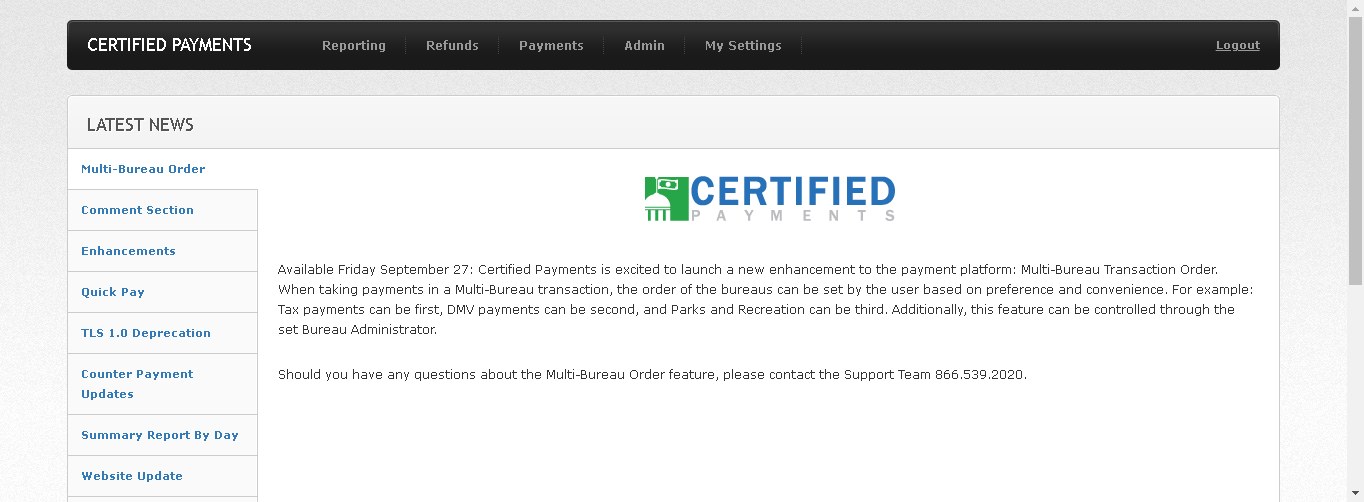 CERTIFIED PAYMENTS
Reporting
Refunds
Payments
Admin
My Settings
Logout
LATEST NEWS
Multi-Bureau Order
Comment Section
Enhancements
Quick Pay
TLS 1.0 Deprecation
Counter Payment
Updates
Summary Report By Day
Website Update
CERTIFIED
PAYMENTS
Available Friday September 27: Certified Payments is excited to launch a new enhancement to the payment platform: Multi-Bureau Transaction Order.
When taking payments in a Multi-Bureau transaction, the order of the bureaus can be set by the user based on preference and convenience. For example:
Tax payments can be first, DMV payments can be second, and Parks and Recreation can be third. Additionally, this feature can be controlled through the
set Bureau Administrator.
Should you have any questions about the Multi-Bureau Order feature, please contact the Support Team 866.539.2020.